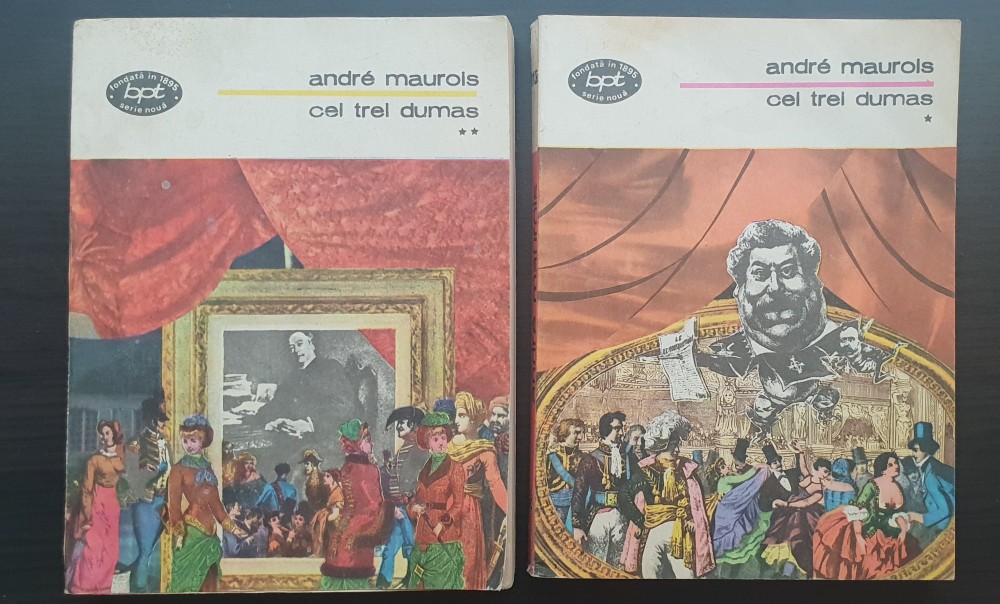 fondată în 1895
bpt
serie nouă
andré maurois
cei trei dumas
**
fondată în 1895
bpt
serie nouă
andré maurois
cei trei dumas
*